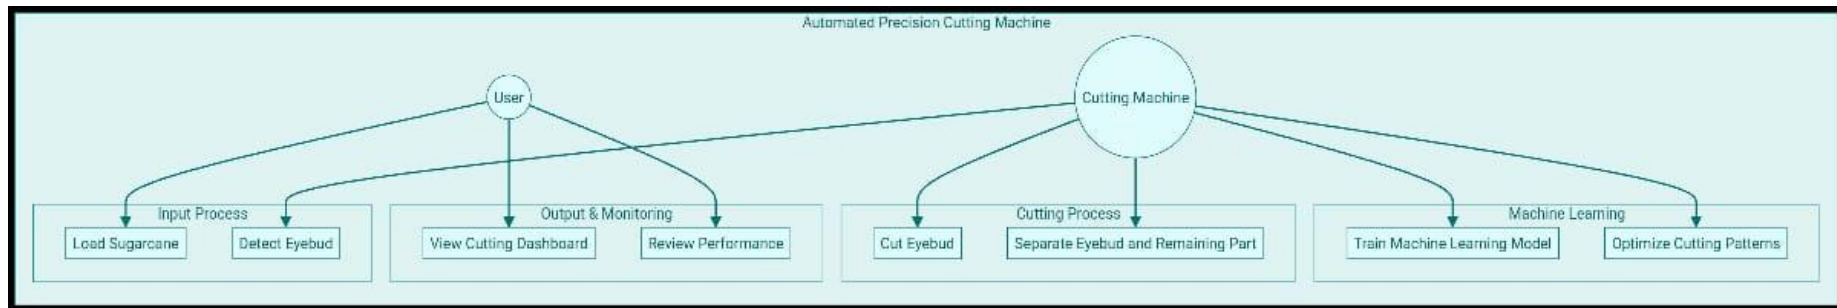 Automated Precision Cutting Machine
User
Cutting Machine
Input Process
Load Sugarcane
Detect Eyebud
Output & Monitoring
View Cutting Dashboard
Review Performance
Cutting Process
Cut Eyebud
Separate Eyebud and Remaining Part
Machine Learning
Train Machine Learning Model
Optimize Cutting Patterns